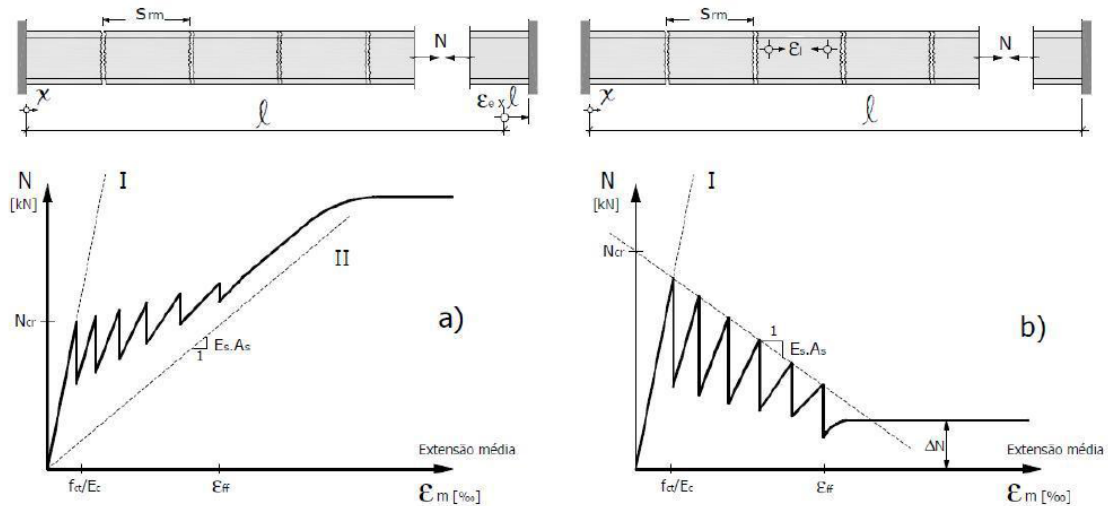 Srm
N
x
εe x l
l
N
[kN]
I
Ncr
II
a)
1
Es.As
Extensão média
fct/Ec
εff
εm [‰]
Srm
εi
N
x
l
N
[kN]
I
Ncr
1
Es.As
b)
ΔN
Extensão média
fct/Ec
εff
εm [‰]